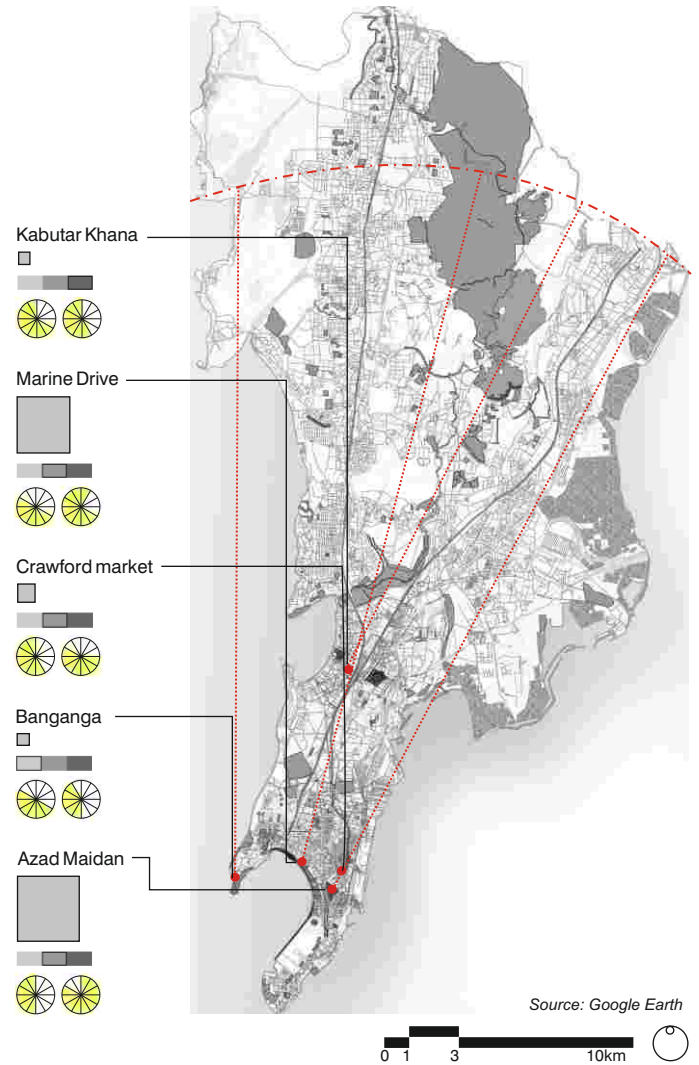 Kabutar Khana
Marine Drive
Crawford market
Banganga
Azad Maidan
Source: Google Earth
0 1 3 10km